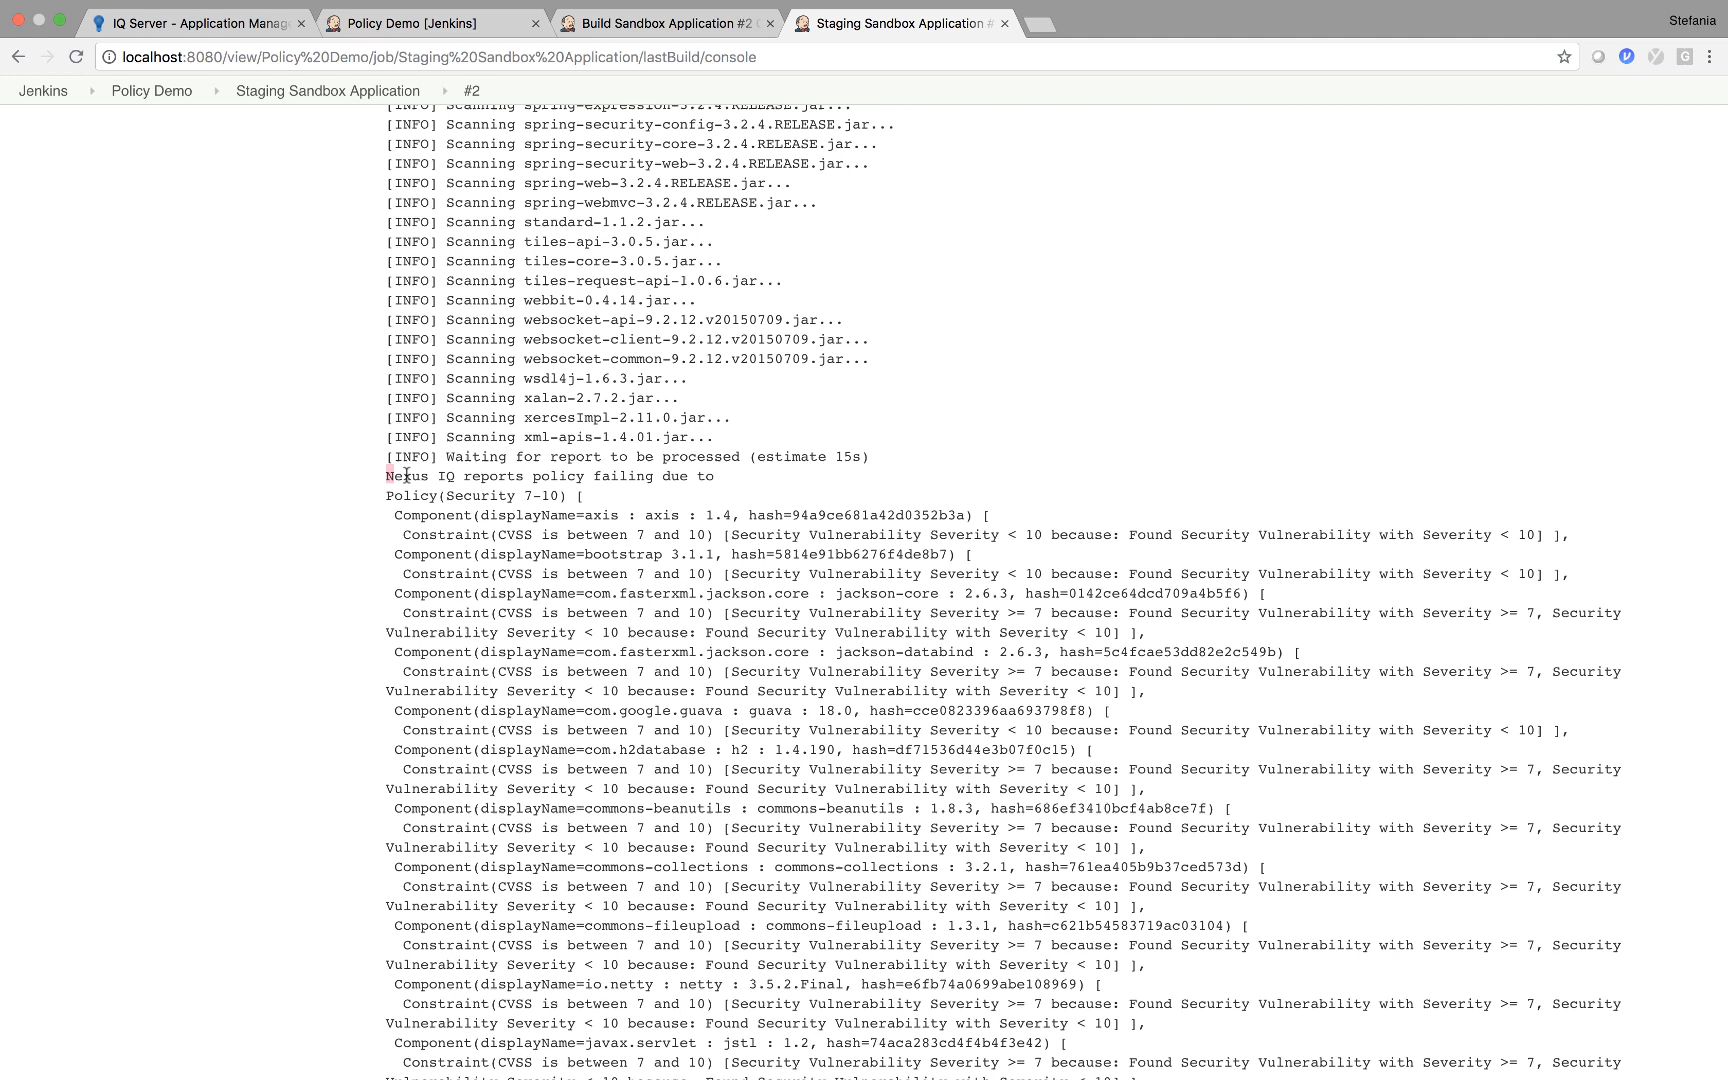 IQ Server - Application Manag
Policy Demo [Jenkins]
Build Sandbox Application #2
Staging Sandbox Application #
Stefania
localhost:8080/view/Policy%20Demo/job/Staging%20Sandbox%20Application/lastBuild/console
Jenkins
Policy Demo
Staging Sandbox Application
#2
[INFO] Scanning spring-expression-3.2.4.RELEASE.jar...
[INFO] Scanning spring-security-config-3.2.4.RELEASE.jar...
[INFO] Scanning spring-security-core-3.2.4.RELEASE.jar...
[INFO] Scanning spring-security-web-3.2.4.RELEASE.jar...
[INFO] Scanning spring-web-3.2.4.RELEASE.jar...
[INFO] Scanning spring-webmvc-3.2.4.RELEASE.jar...
[INFO] Scanning standard-1.1.2.jar...
[INFO] Scanning tiles-api-3.0.5.jar...
[INFO] Scanning tiles-core-3.0.5.jar...
[INFO] Scanning tiles-request-api-1.0.6.jar...
[INFO] Scanning webbit-0.4.14.jar...
[INFO] Scanning websocket-api-9.2.12.v20150709.jar...
[INFO] Scanning websocket-client-9.2.12.v20150709.jar...
[INFO] Scanning websocket-common-9.2.12.v20150709.jar...
[INFO] Scanning wsdl4j-1.6.3.jar...
[INFO] Scanning xalan-2.7.2.jar...
[INFO] Scanning xercesImpl-2.11.0.jar...
[INFO] Scanning xml-apis-1.4.01.jar...
[INFO] Waiting for report to be processed (estimate 15s)
Nexus IQ reports policy failing due to
Policy(Security 7-10) [
Component(displayName=axis : axis : 1.4, hash=94a9ce681a42d0352b3a) [
Constraint(CVSS is between 7 and 10) [Security Vulnerability Severity < 10 because: Found Security Vulnerability with Severity < 10] ],
Component(displayName=bootstrap 3.1.1, hash=5814e91bb6276f4de8b7) [
Constraint(CVSS is between 7 and 10) [Security Vulnerability Severity < 10 because: Found Security Vulnerability with Severity < 10] ],
Component(displayName=com.fasterxml.jackson.core : jackson-core : 2.6.3, hash=0142ce64dcd709a4b5f6) [
Constraint(CVSS is between 7 and 10) [Security Vulnerability Severity >= 7 because: Found Security Vulnerability with Severity >= 7, Security
Vulnerability Severity < 10 because: Found Security Vulnerability with Severity < 10] ],
Component(displayName=com.fasterxml.jackson.core : jackson-databind : 2.6.3, hash=5c4fcae53dd82e2c549b) [
Constraint(CVSS is between 7 and 10) [Security Vulnerability Severity >= 7 because: Found Security Vulnerability with Severity >= 7, Security
Vulnerability Severity < 10 because: Found Security Vulnerability with Severity < 10] ],
Component(displayName=com.google.guava : guava : 18.0, hash=cce0823396aa693798f8) [
Constraint(CVSS is between 7 and 10) [Security Vulnerability Severity < 10 because: Found Security Vulnerability with Severity < 10] ],
Component(displayName=com.h2database : h2 : 1.4.190, hash=df71536d44e3b07f0c15) [
Constraint(CVSS is between 7 and 10) [Security Vulnerability Severity >= 7 because: Found Security Vulnerability with Severity >= 7, Security
Vulnerability Severity < 10 because: Found Security Vulnerability with Severity < 10] ],
Component(displayName=commons-beanutils : commons-beanutils : 1.8.3, hash=686ef3410bcf4ab8ce7f) [
Constraint(CVSS is between 7 and 10) [Security Vulnerability Severity >= 7 because: Found Security Vulnerability with Severity >= 7, Security
Vulnerability Severity < 10 because: Found Security Vulnerability with Severity < 10] ],
Component(displayName=commons-collections : commons-collections : 3.2.1, hash=761ea405b9b37ced573d) [
Constraint(CVSS is between 7 and 10) [Security Vulnerability Severity >= 7 because: Found Security Vulnerability with Severity >= 7, Security
Vulnerability Severity < 10 because: Found Security Vulnerability with Severity < 10] ],
Component(displayName=commons-fileupload : commons-fileupload : 1.3.1, hash=c621b54583719ac03104) [
Constraint(CVSS is between 7 and 10) [Security Vulnerability Severity >= 7 because: Found Security Vulnerability with Severity >= 7, Security
Vulnerability Severity < 10 because: Found Security Vulnerability with Severity < 10] ],
Component(displayName=io.netty : netty : 3.5.2.Final, hash=e6fb74a0699abe108969) [
Constraint(CVSS is between 7 and 10) [Security Vulnerability Severity >= 7 because: Found Security Vulnerability with Severity >= 7, Security
Vulnerability Severity < 10 because: Found Security Vulnerability with Severity < 10] ],
Component(displayName=javax.servlet : jstl : 1.2, hash=74aca283cd4f4b4f3e42) [
Constraint(CVSS is between 7 and 10) [Security Vulnerability Severity >= 7 because: Found Security Vulnerability with Severity >= 7, Security